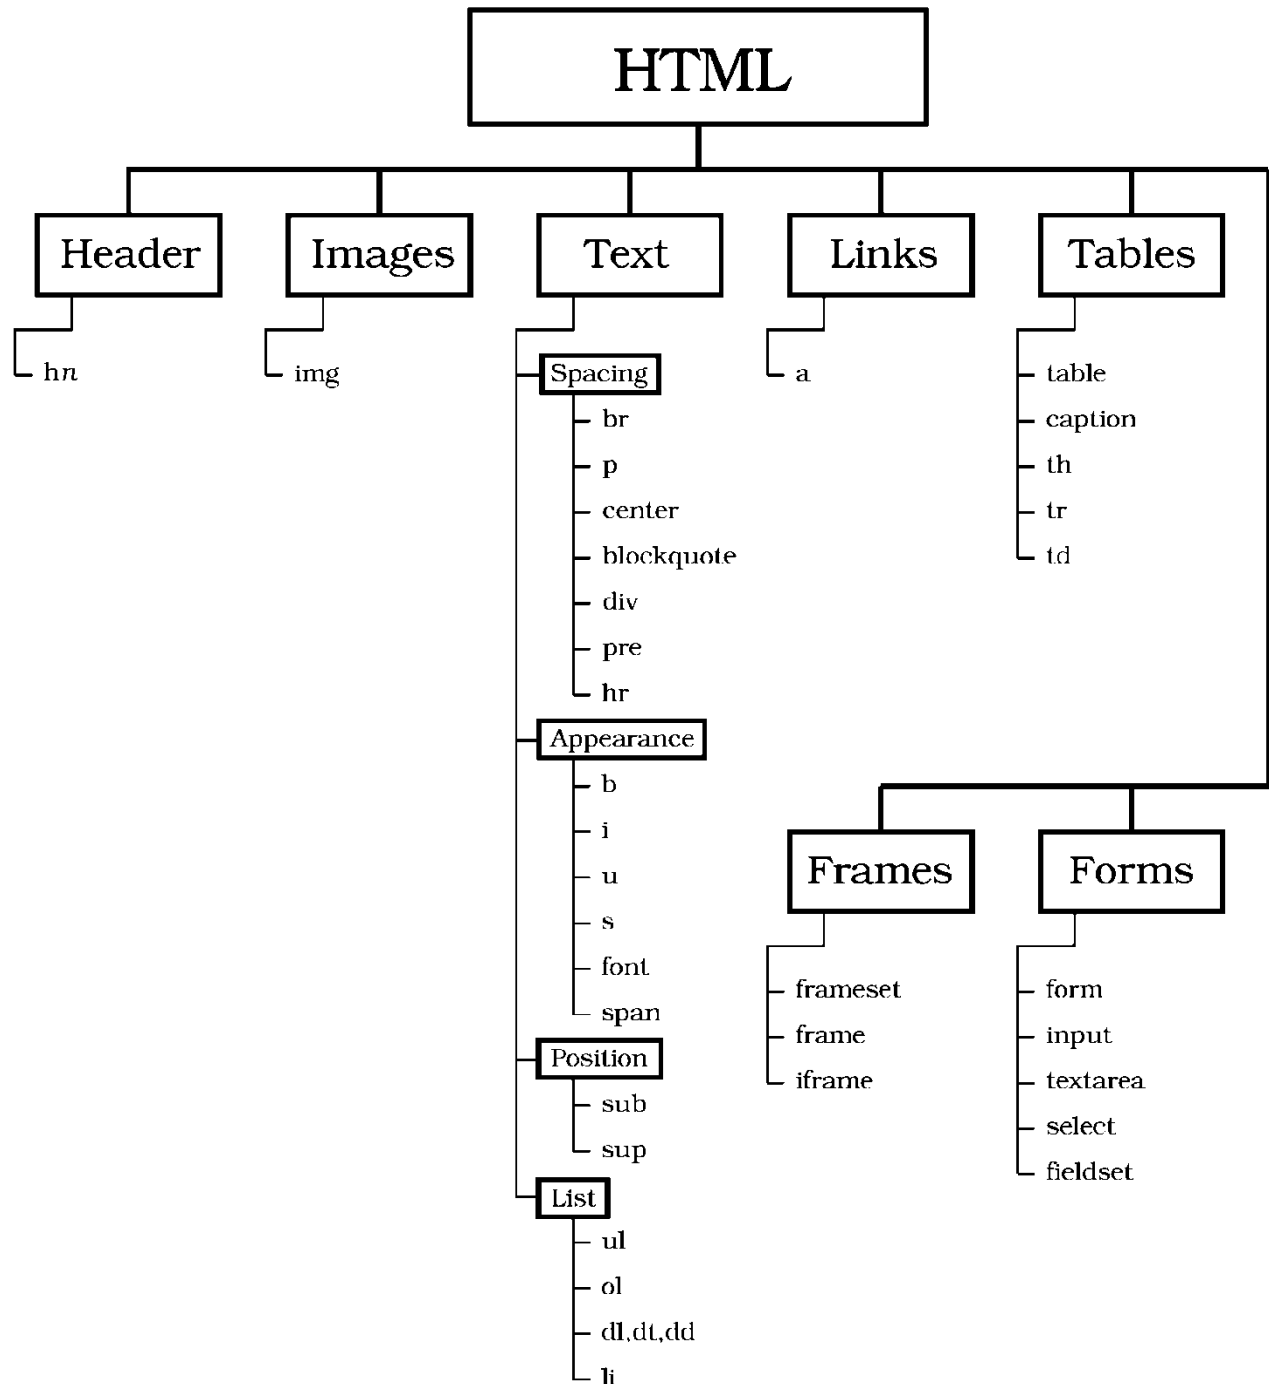 HTML
Header
Images
Text
Links
Tables
hn
img
Spacing
br
p
center
blockquote
div
pre
hr
Appearance
b
i
u
s
font
span
Position
sub
sup
List
ul
ol
dl,dt,dd
li
a
table
caption
th
tr
td
Frames
frameset
frame
iframe
Forms
form
input
textarea
select
fieldset